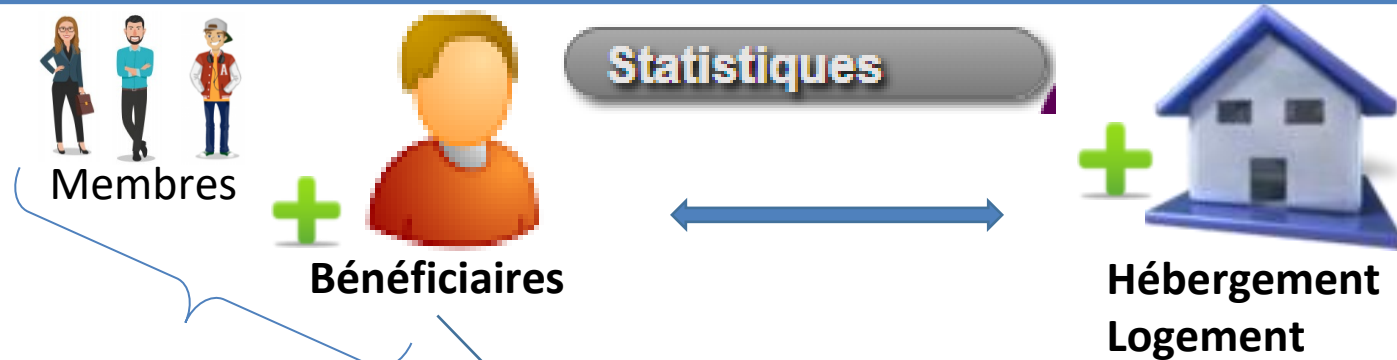 Statistiques
Membres
Bénéficiaires
Hébergement
Logement